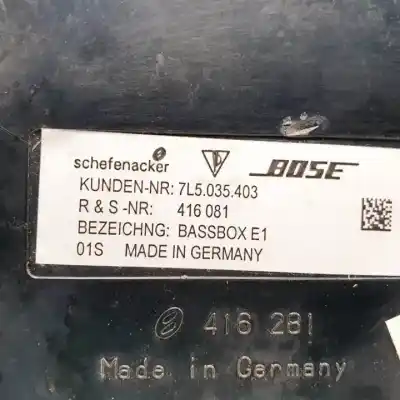 schefenacker BOSE
KUNDEN-NR: 7L5.035.403
R & S -NR: 416 081
BEZEICHNG: BASSBOX E1
01S MADE IN GERMANY
416 281
Made in Germany